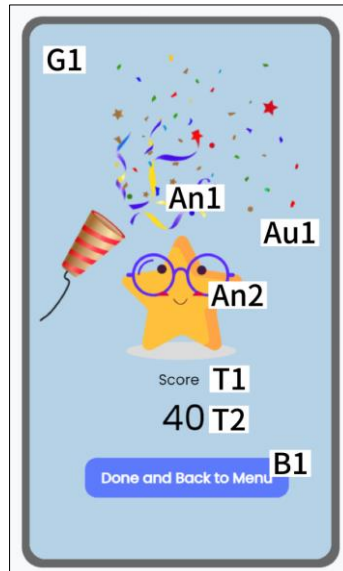 G1
An1
Au1
An2
Score T1
40 T2
B1
Done and Back to Menu